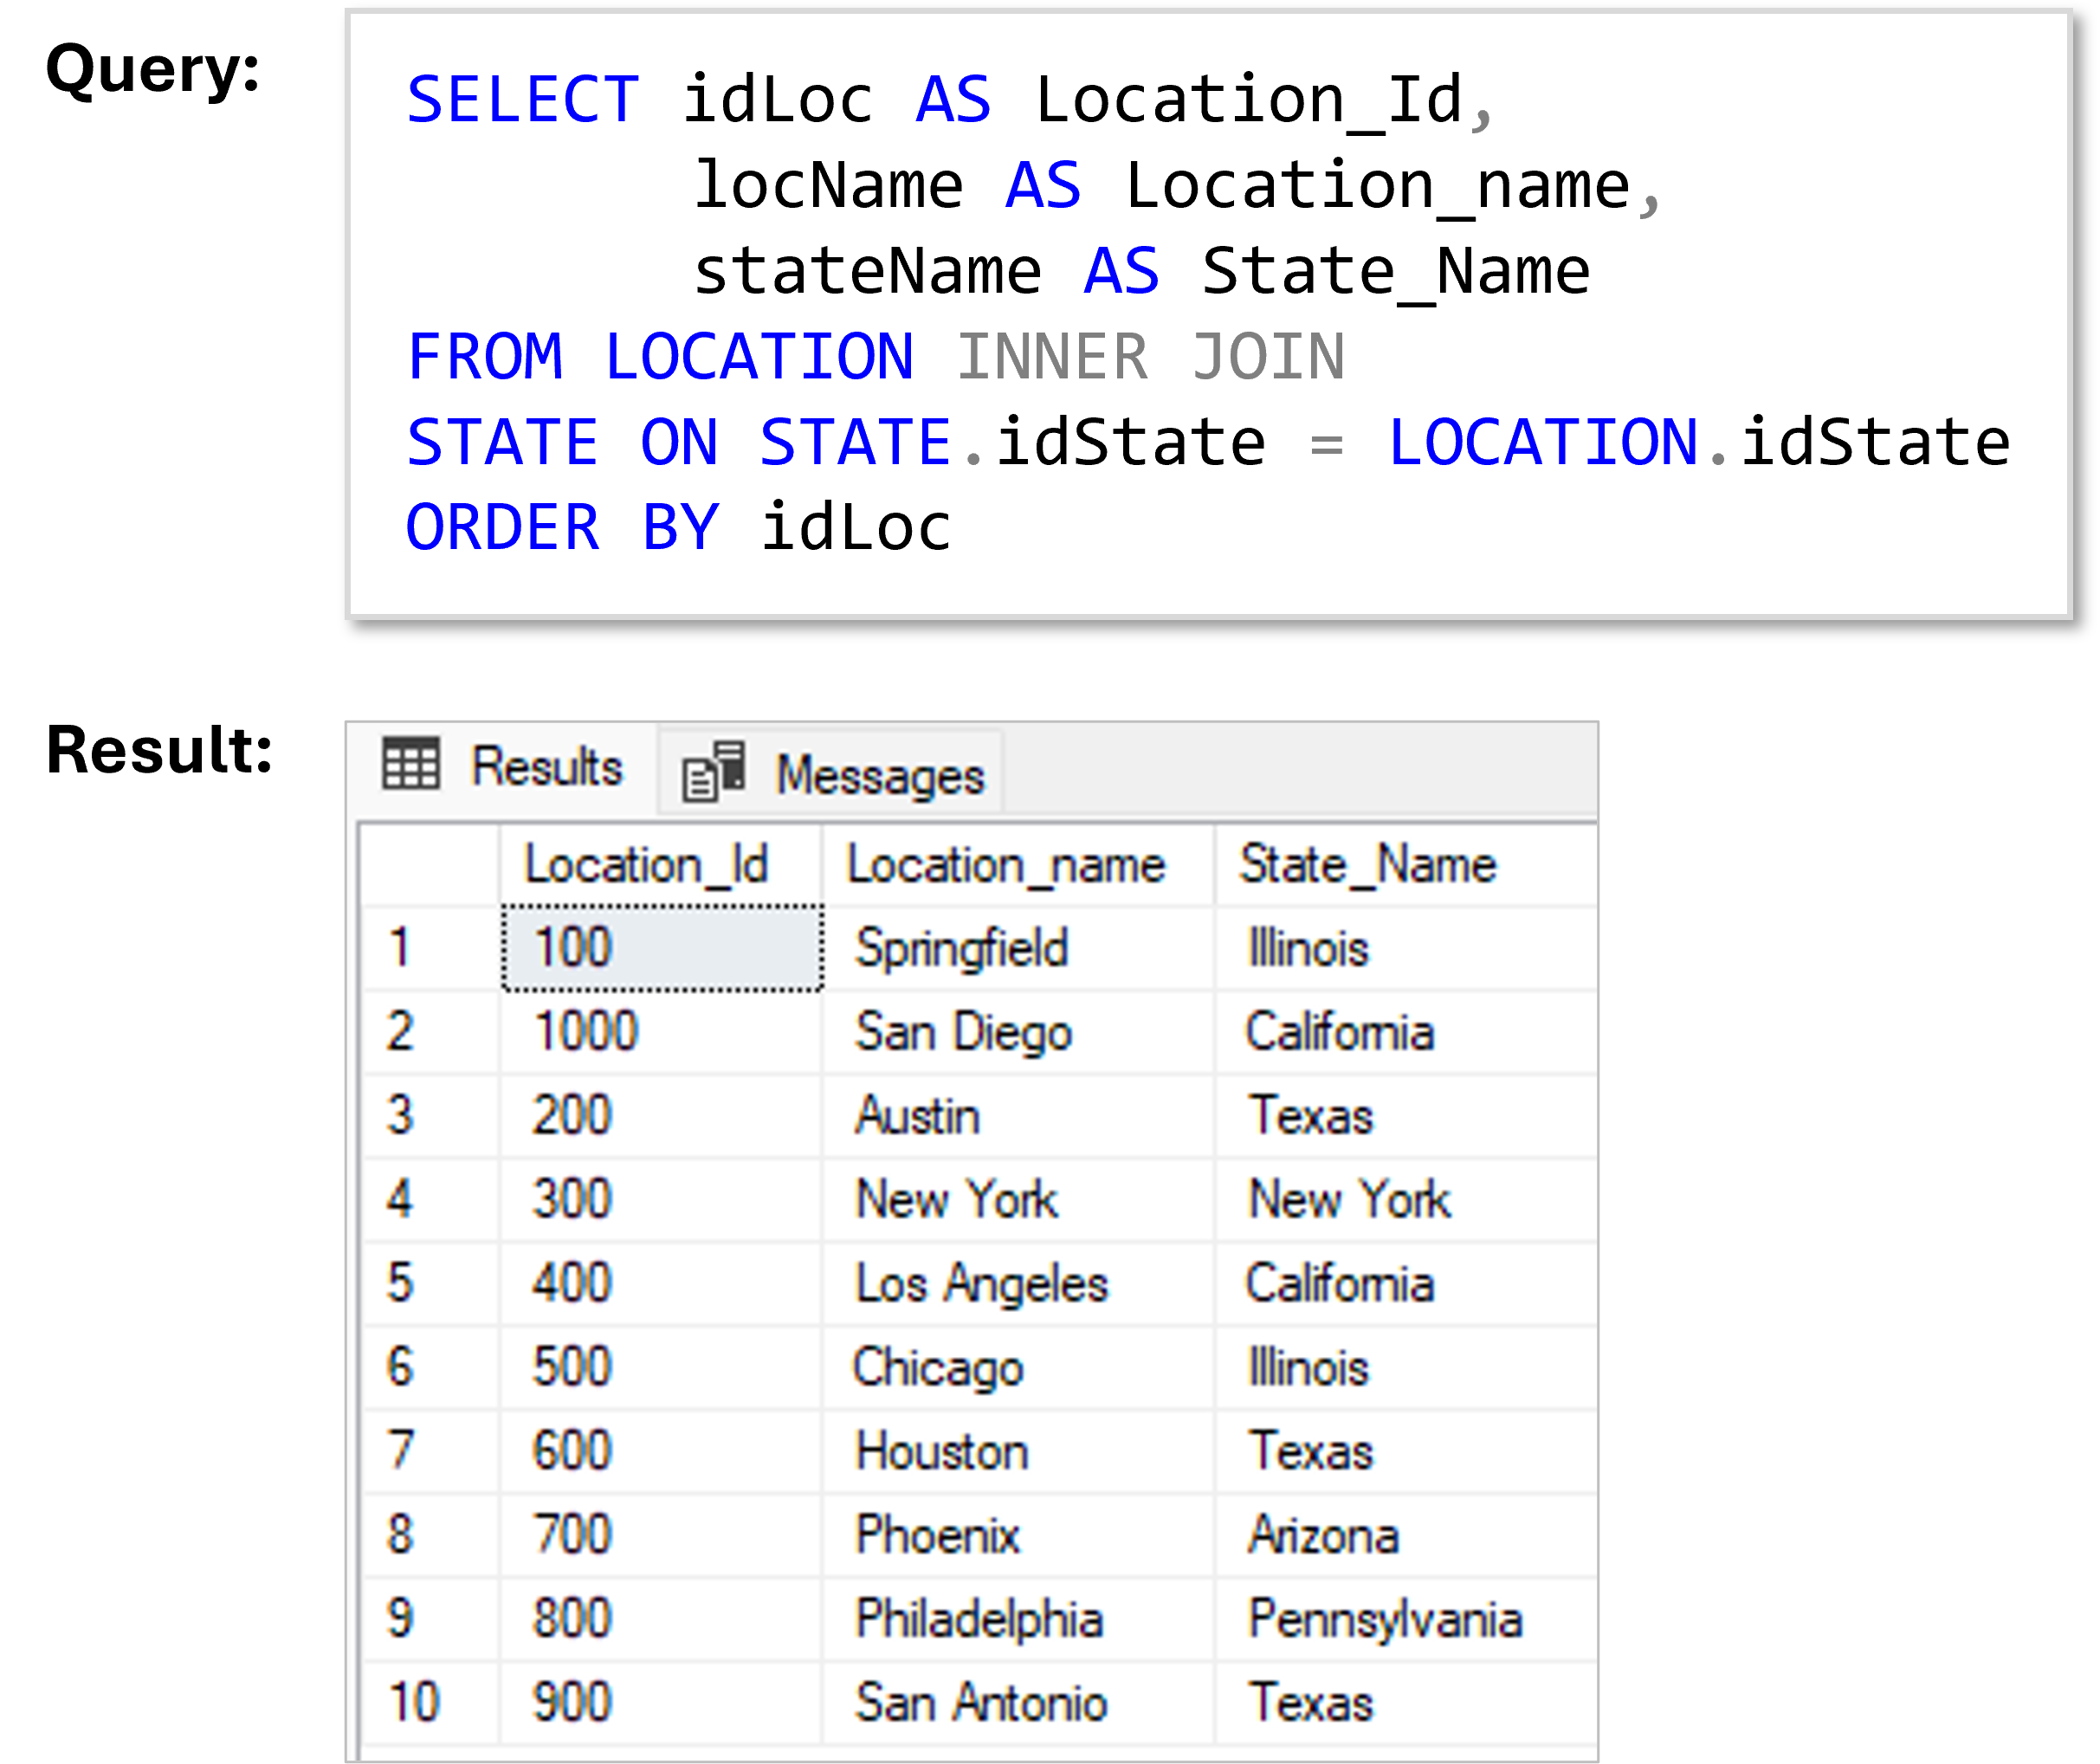 Query:
SELECT idLoc AS Location_Id,
locName AS Location_name,
stateName AS State_Name
FROM LOCATION INNER JOIN
STATE ON STATE.idState = LOCATION.idState
ORDER BY idLoc
Result:
Results Messages
Location_Id Location_name State_Name
1 100 Springfield Illinois
2 1000 San Diego California
3 200 Austin Texas
4 300 New York New York
5 400 Los Angeles California
6 500 Chicago Illinois
7 600 Houston Texas
8 700 Phoenix Arizona
9 800 Philadelphia Pennsylvania
10 900 San Antonio Texas